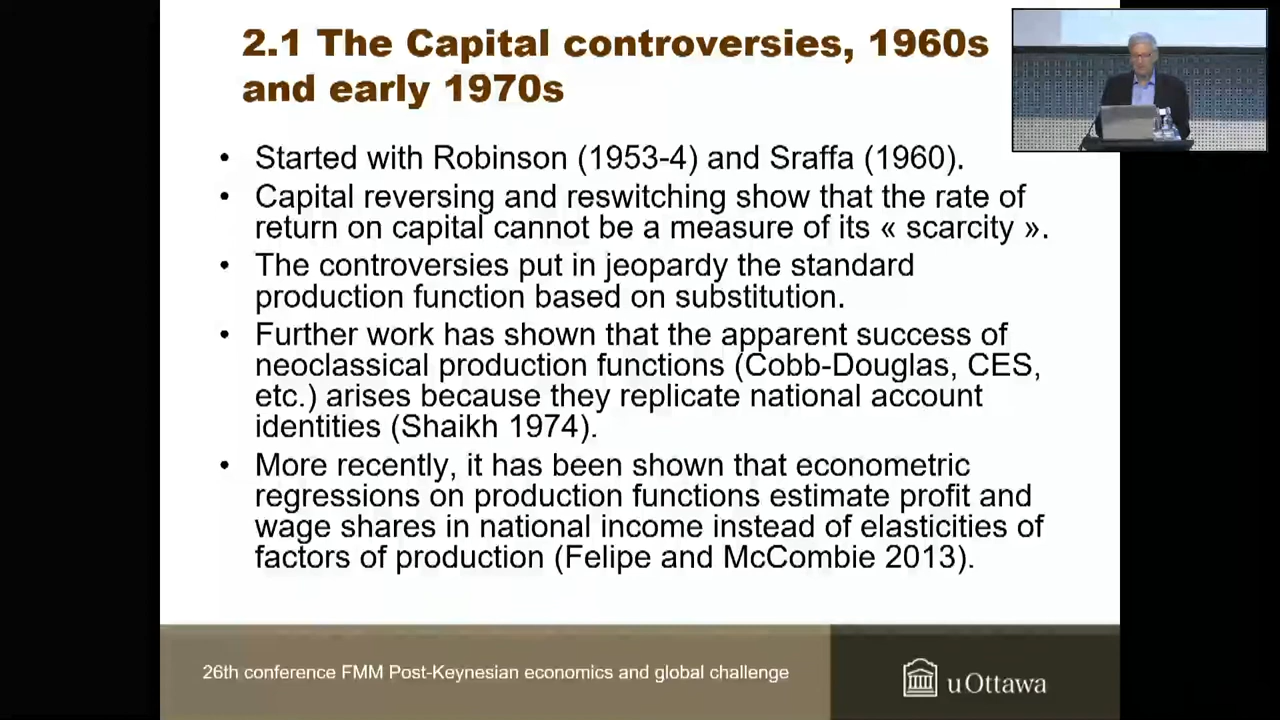 2.1 The Capital controversies, 1960s
and early 1970s
• Started with Robinson (1953-4) and Sraffa (1960).
• Capital reversing and reswitching show that the rate of
return on capital cannot be a measure of its « scarcity ».
• The controversies put in jeopardy the standard
production function based on substitution.
• Further work has shown that the apparent success of
neoclassical production functions (Cobb-Douglas, CES,
etc.) arises because they replicate national account
identities (Shaikh 1974).
• More recently, it has been shown that econometric
regressions on production functions estimate profit and
wage shares in national income instead of elasticities of
factors of production (Felipe and McCombie 2013).
26th conference FMM Post-Keynesian economics and global challenge
uOttawa